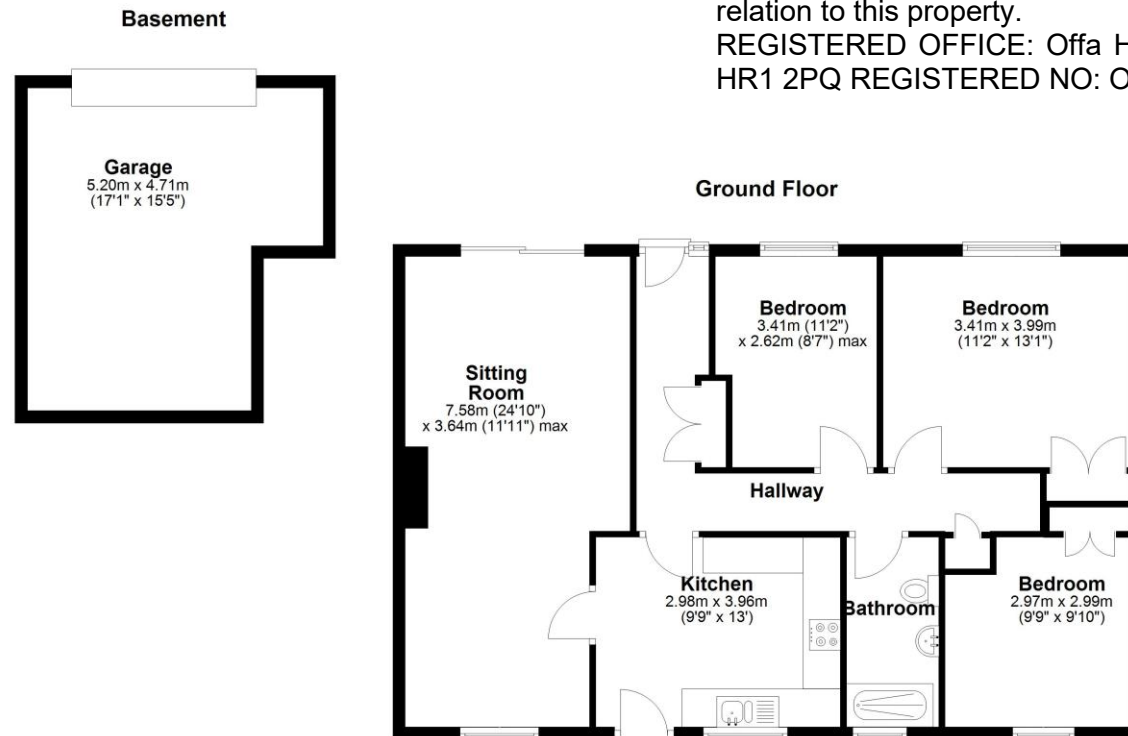 relation to this property.
REGISTERED OFFICE: Offa
HR1 2PQ REGISTERED NO:
Basement
Garage
5.20m x 4.71m
(17'1" x 15'5")
Ground Floor
Bedroom
3.41m (11'2")
x 2.62m (8'7") max
Bedroom
3.41m x 3.99m
(11'2" x 13'1")
Sitting
Room
7.58m (24'10")
x 3.64m (11'11") max
Hallway
Kitchen
2.98m x 3.96m
(9'9" x 13')
Bathroom
Bedroom
2.97m x 2.99m
(9'9" x 9'10")